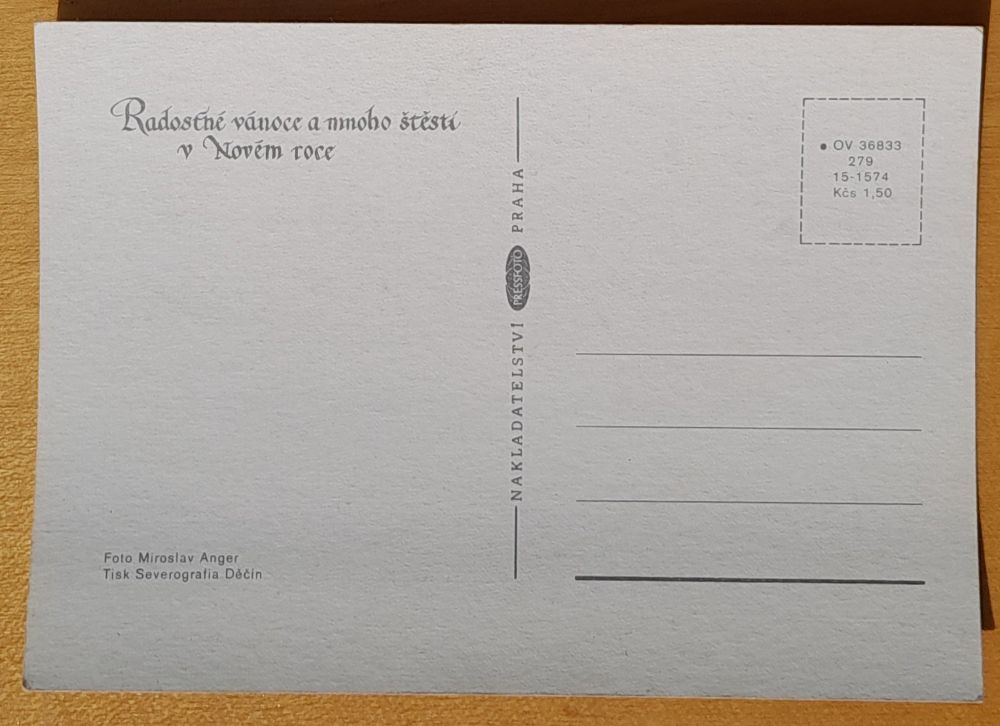 Radostné vánoce a mnoho štěstí
v Novém roce
Foto Miroslav Anger
Tisk Severografia Děčín
NAKLADATELSTVÍ PRESSFOTO PRAHA
• OV 36833
279
15-1574
Kčs 1,50